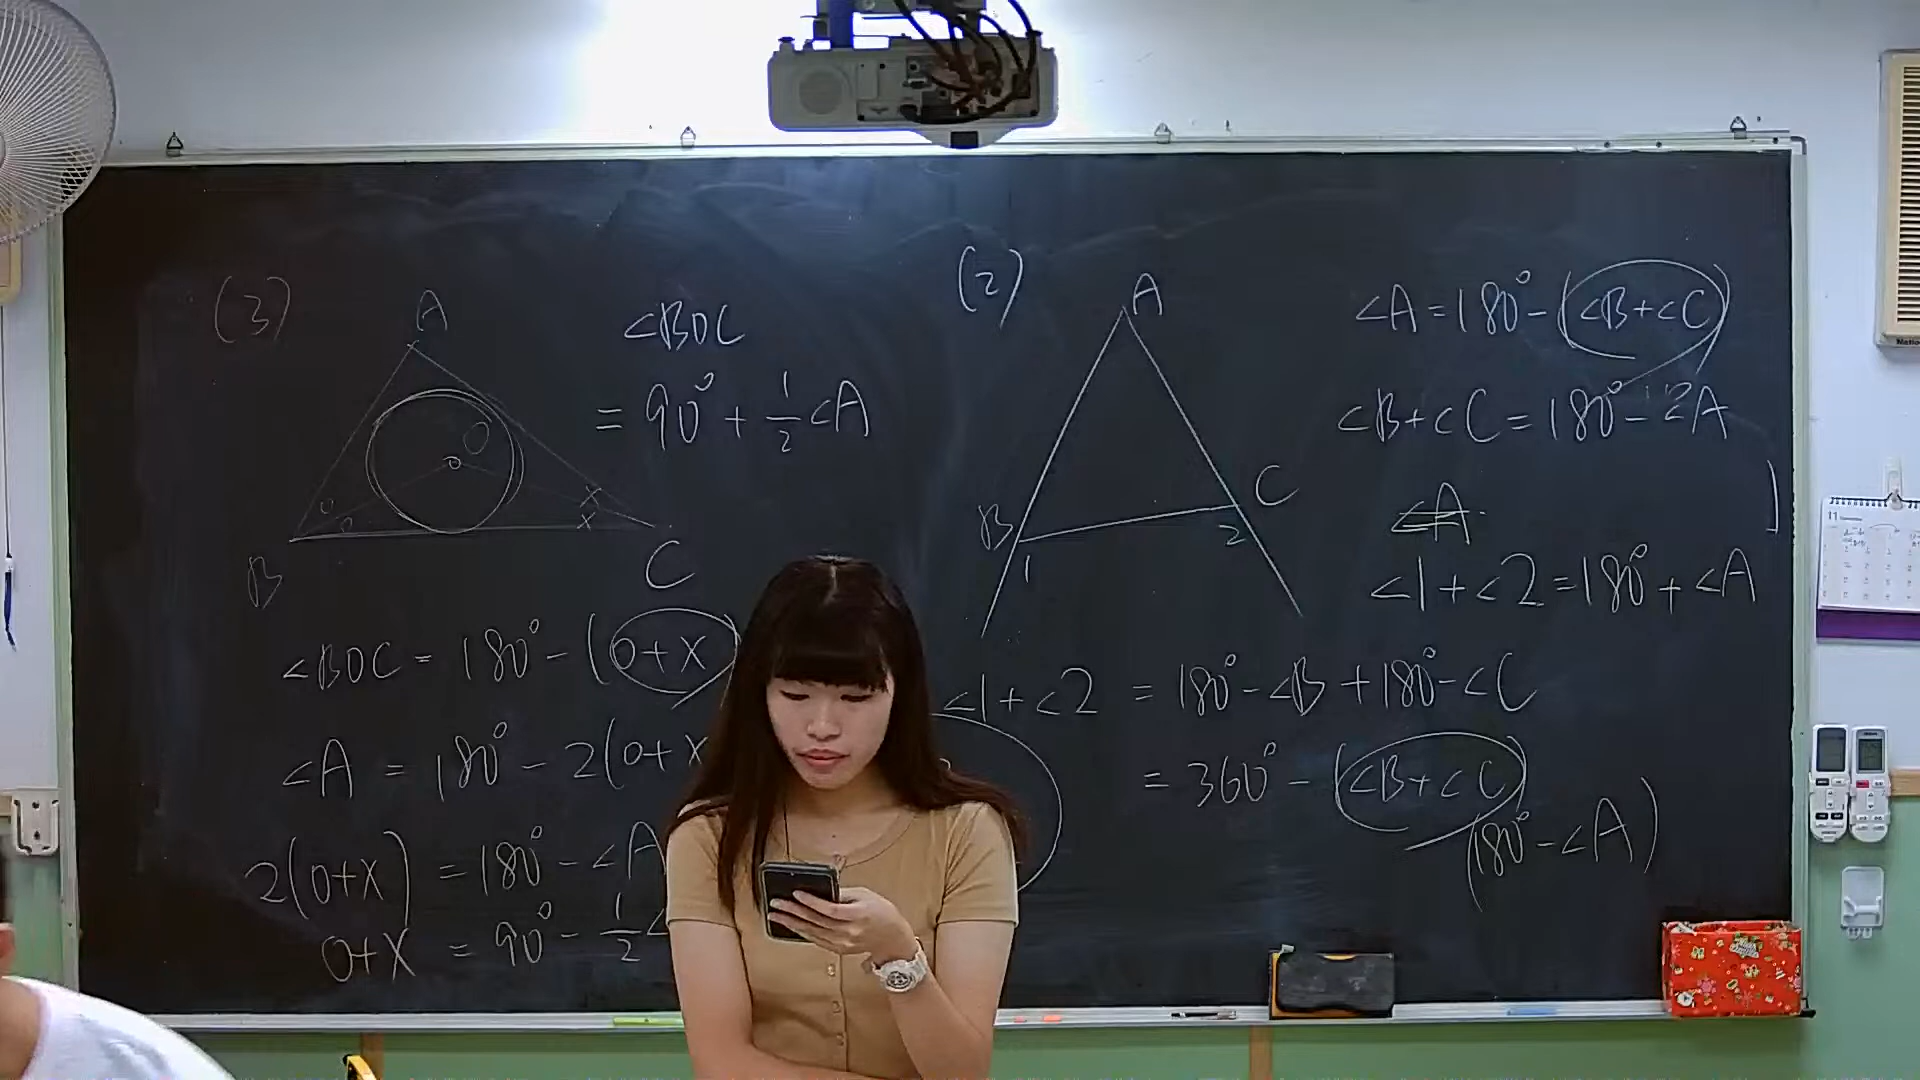 (3)
A
O
B
C
∠BOC
= 90° + 1/2 ∠A
∠BOC = 180° - (o+x)
∠A = 180° - 2(o+x
2(o+x) = 180° - ∠A
o+x = 90° - 1/2 ∠
(2)
A
B
C
1
2
∠A = 180° - (∠B+∠C)
∠B+∠C = 180° - ∠A
∠A
∠1+∠2 = 180° + ∠A
∠1+∠2 = 180° - ∠B + 180° - ∠C
= 360° - (∠B+∠C)
(180° - ∠A)
11